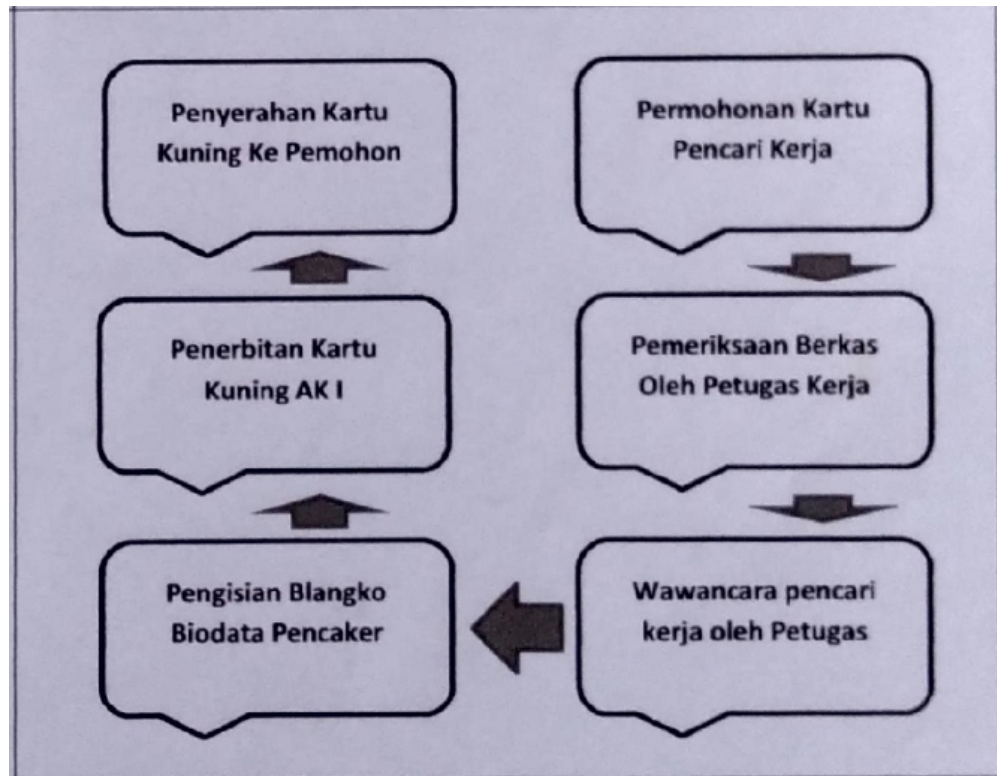 Penyerahan Kartu
Kuning Ke Pemohon
Permohonan Kartu
Pencari Kerja
Penerbitan Kartu
Kuning AK I
Pemeriksaan Berkas
Oleh Petugas Kerja
Pengisian Blangko
Biodata Pencaker
Wawancara pencari
kerja oleh Petugas